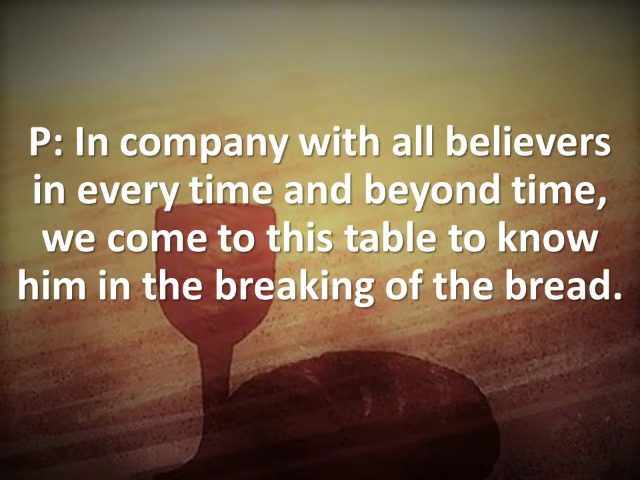 P: In company with all believers
in every time and beyond time,
we come to this table to know
him in the breaking of the bread.